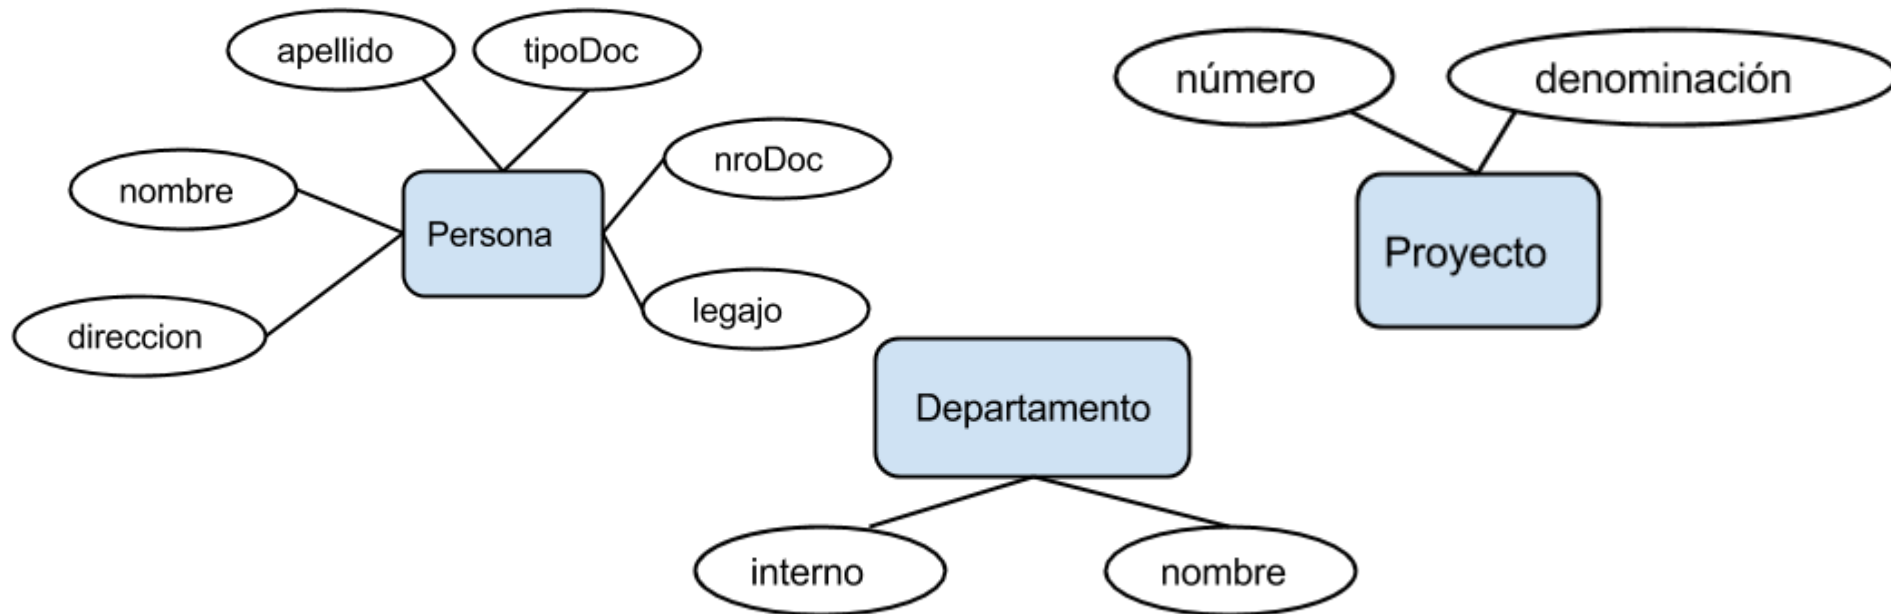 apellido
tipoDoc
número
denominación
nombre
nroDoc
Persona
Proyecto
direccion
legajo
Departamento
interno
nombre